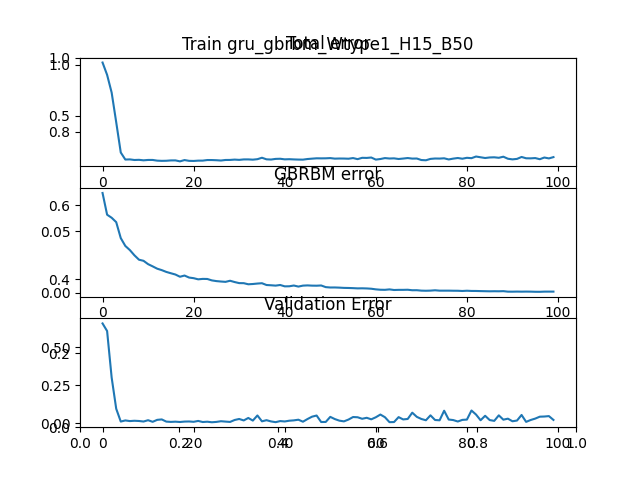 Train gru_gbrbm_Wtype1_H15_B50
Total error
1.0
1.0
0.5
0.8
0 20 40 60 80 100
GBRBM error
0.6
0.05
0.4
0.00
0 20 40 60 80 100
Validation Error
0.50
0.2
0.25
0.00
0.0
0 20 40 60 80 100
0.0 0.2 0.4 0.6 0.8 1.0